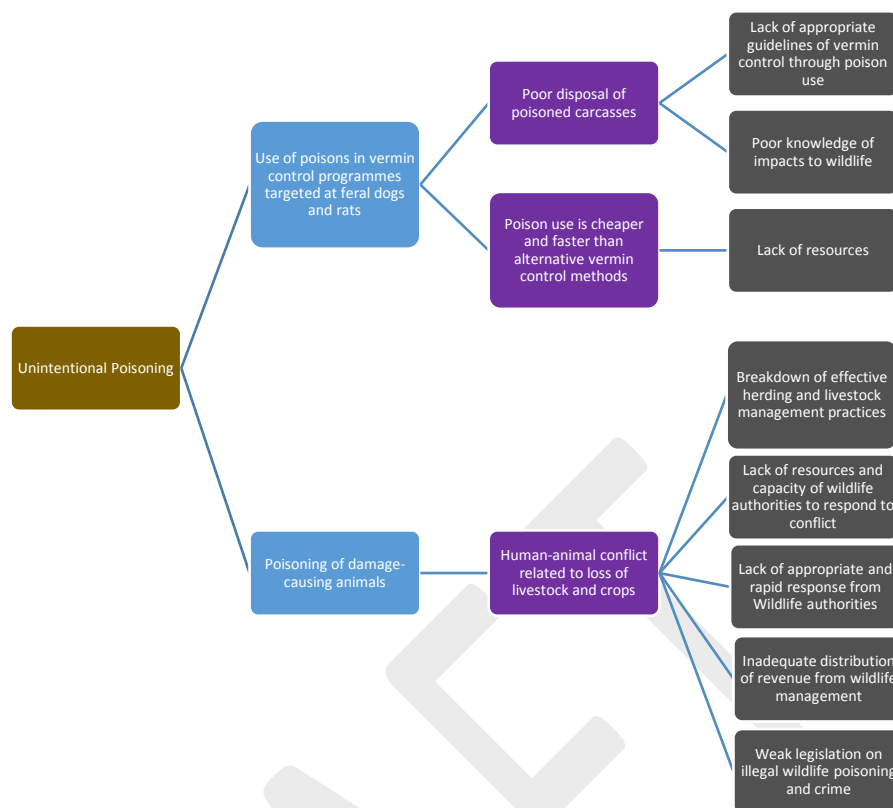 Lack of appropriate
guidelines of vermin
control through poison
use
Poor disposal of
poisoned carcasses
Use of poisons in vermin
control programmes
targeted at feral dogs
and rats
Poor knowledge of
impacts to wildlife
Poison use is cheaper
and faster than
alternative vermin
control methods
Lack of resources
Unintentional Poisoning
Breakdown of effective
herding and livestock
management practices
Lack of resources and
capacity of wildlife
authorities to respond to
conflict
Poisoning of damage-
causing animals
Human-animal conflict
related to loss of
livestock and crops
Lack of appropriate and
rapid response from
Wildlife authorities
Inadequate distribution
of revenue from wildlife
management
Weak legislation on
illegal wildlife poisoning
and crime